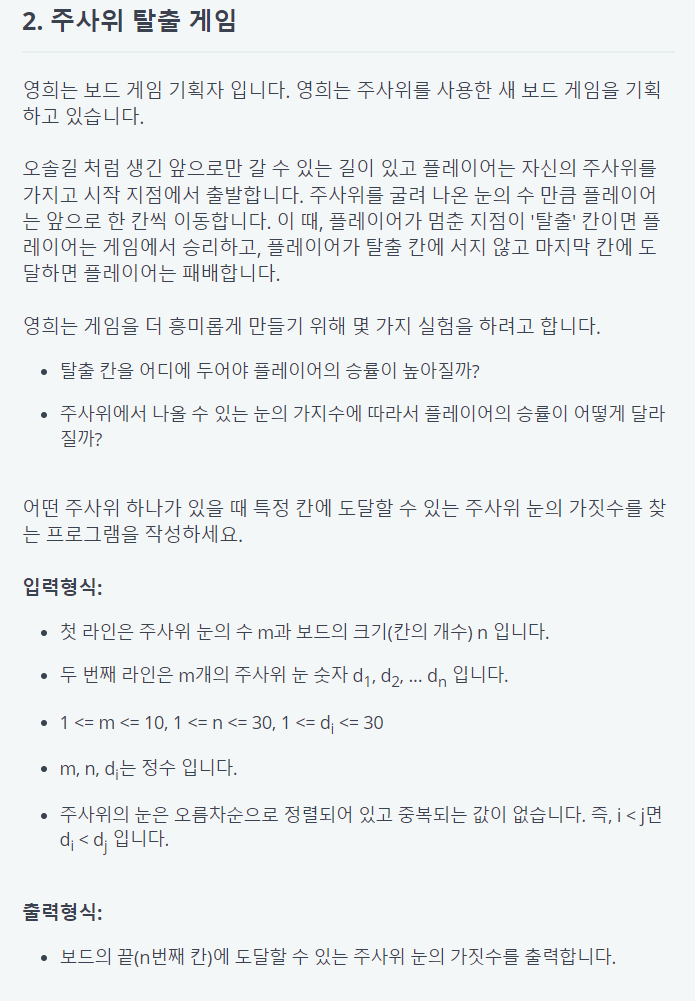 2. 주사위 탈출 게임
영희는 보드 게임 기획자 입니다. 영희는 주사위를 사용한 새 보드 게임을 기획
하고 있습니다.
오솔길 처럼 생긴 앞으로만 갈 수 있는 길이 있고 플레이어는 자신의 주사위를
가지고 시작 지점에서 출발합니다. 주사위를 굴려 나온 눈의 수 만큼 플레이어
는 앞으로 한 칸씩 이동합니다. 이 때, 플레이어가 멈춘 지점이 '탈출' 칸이면 플
레이어는 게임에서 승리하고, 플레이어가 탈출 칸에 서지 않고 마지막 칸에 도
달하면 플레이어는 패배합니다.
영희는 게임을 더 흥미롭게 만들기 위해 몇 가지 실험을 하려고 합니다.
• 탈출 칸을 어디에 두어야 플레이어의 승률이 높아질까?
• 주사위에서 나올 수 있는 눈의 가지수에 따라서 플레이어의 승률이 어떻게 달라
질까?
어떤 주사위 하나가 있을 때 특정 칸에 도달할 수 있는 주사위 눈의 가짓수를 찾
는 프로그램을 작성하세요.
입력형식:
• 첫 라인은 주사위 눈의 수 m과 보드의 크기(칸의 개수) n 입니다.
• 두 번째 라인은 m개의 주사위 눈 숫자 d1, d2, ... dn 입니다.
• 1 <= m <= 10, 1 <= n <= 30, 1 <= di <= 30
• m, n, di는 정수 입니다.
• 주사위의 눈은 오름차순으로 정렬되어 있고 중복되는 값이 없습니다. 즉, i < j면
di < dj 입니다.
출력형식:
• 보드의 끝(n번째 칸)에 도달할 수 있는 주사위 눈의 가짓수를 출력합니다.